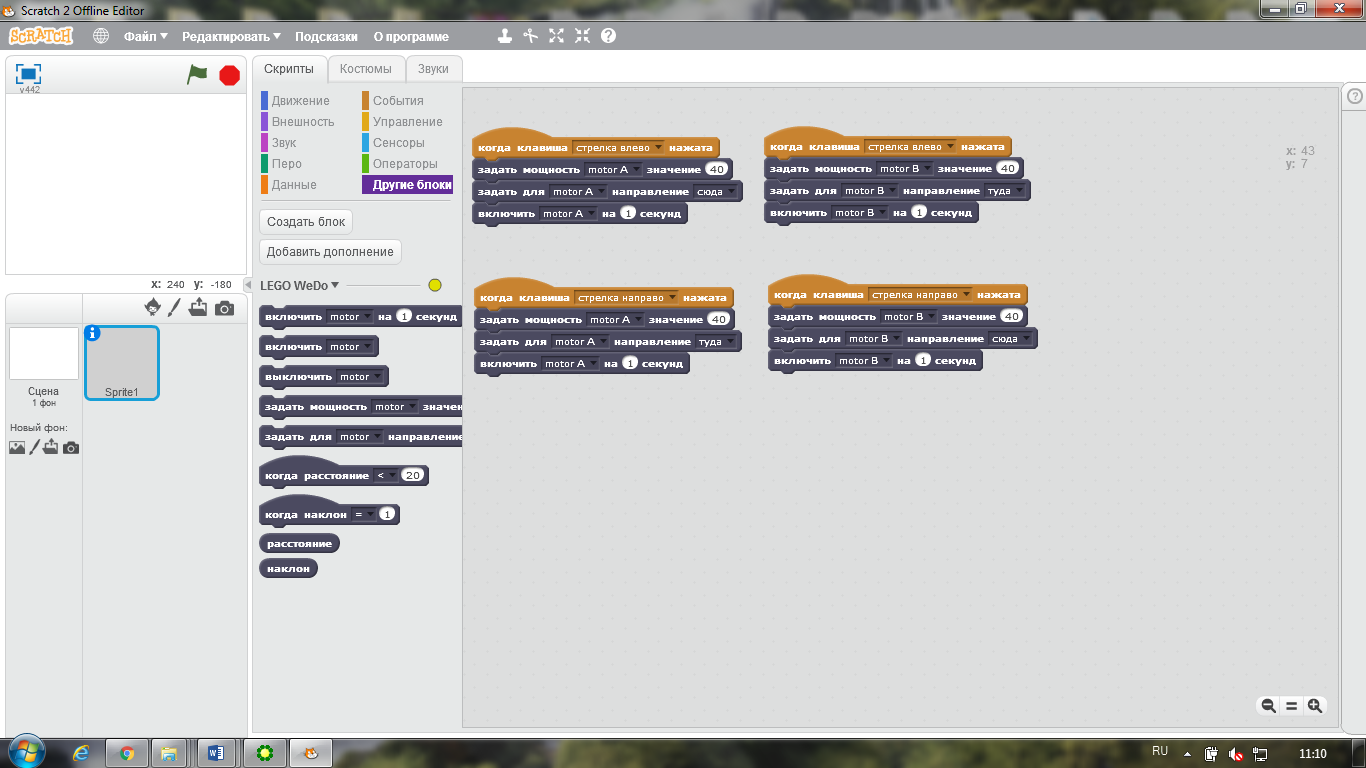 Scratch 2 Offline Editor
SCRATCH
Файл
Редактировать
Подсказки
О программе
v442
Скрипты
Костюмы
Звуки
Движение
События
Внешность
Управление
Звук
Сенсоры
Перо
Операторы
Данные
Другие блоки
Создать блок
Добавить дополнение
LEGO WeDo
включить motor на 1 секунд
включить motor
выключить motor
задать мощность motor значен
задать для motor направление
когда расстояние < 20
когда наклон = 1
расстояние
наклон
x: 240 y: -180
Сцена
1 фон
Новый фон:
Sprite1
когда клавиша стрелка влево нажата
задать мощность motor A значение 40
задать для motor A направление сюда
включить motor A на 1 секунд
когда клавиша стрелка влево нажата
задать мощность motor B значение 40
задать для motor B направление туда
включить motor B на 1 секунд
когда клавиша стрелка направо нажата
задать мощность motor A значение 40
задать для motor A направление туда
включить motor A на 1 секунд
когда клавиша стрелка направо нажата
задать мощность motor B значение 40
задать для motor B направление сюда
включить motor B на 1 секунд
x: 43
y: 7
RU
11:10